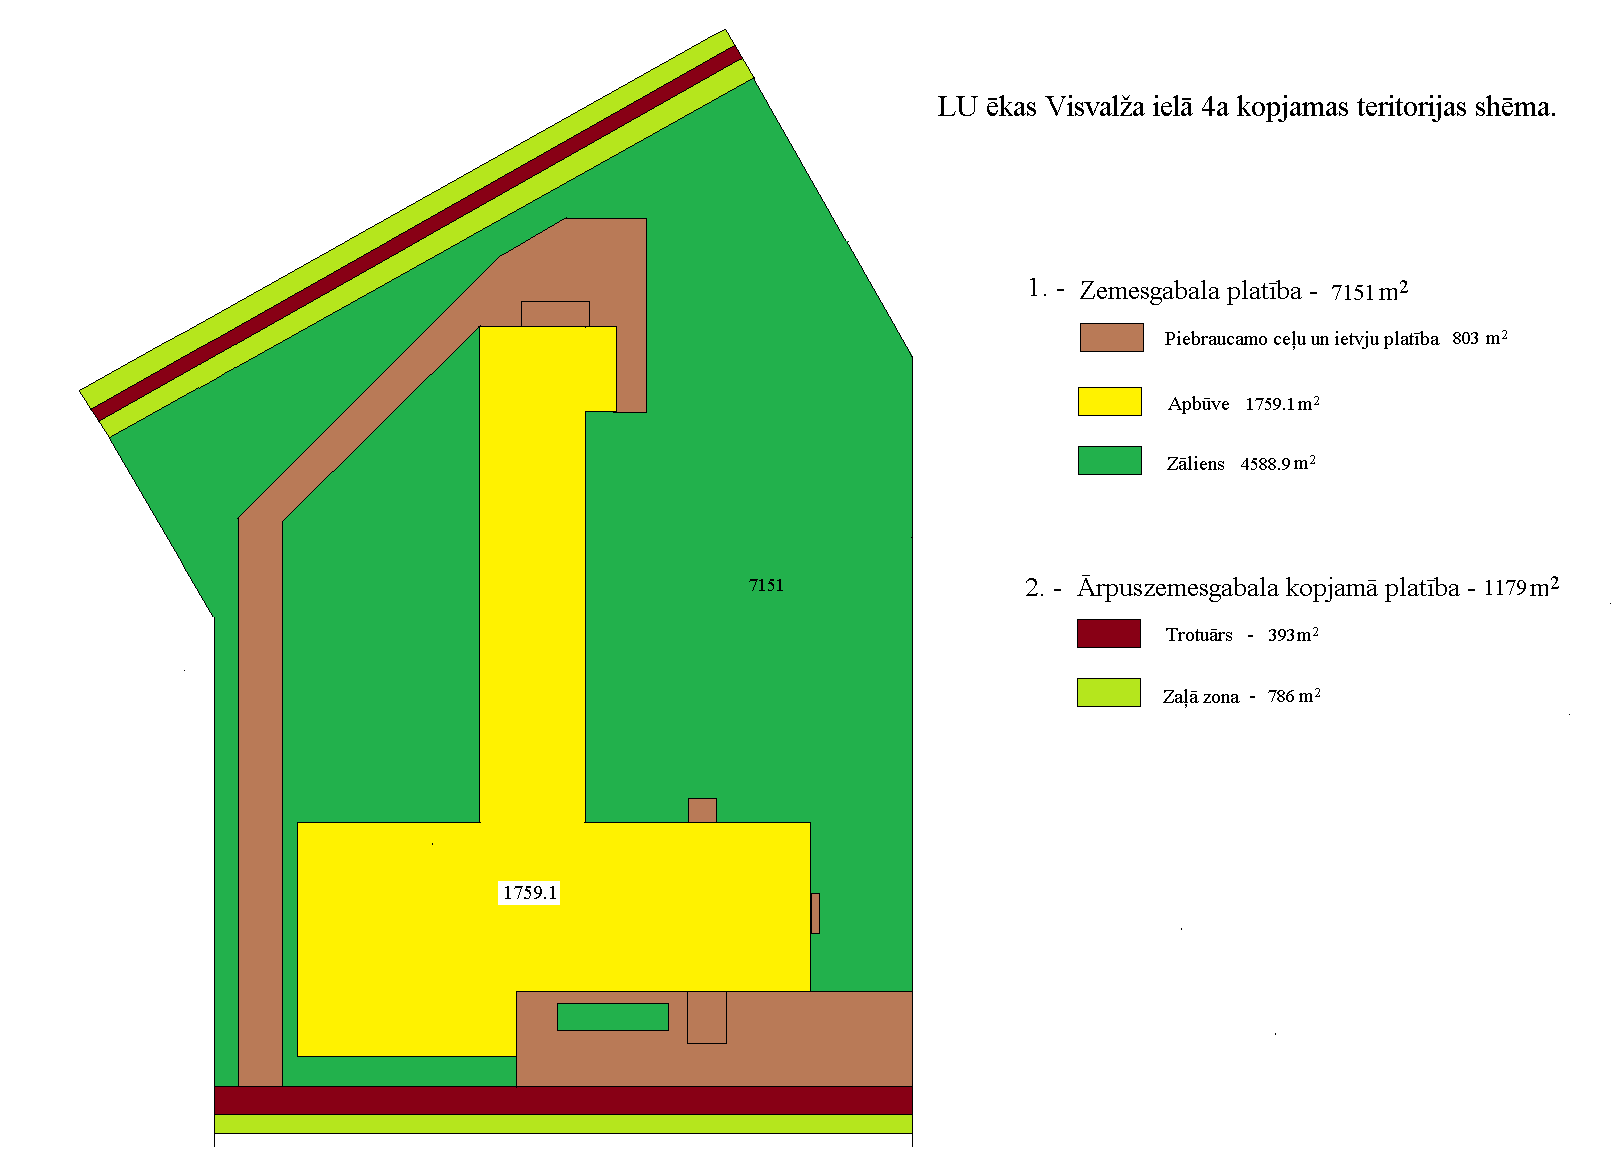 LU ēkas Visvalža ielā 4a kopjamas teritorijas shēma.
1. - Zemesgabala platība - 7151 m²
Piebraucamo ceļu un ietvju platība 803 m²
Apbūve 1759.1 m²
Zāliens 4588.9 m²
2. - Ārpuszemesgabala kopjamā platība - 1179 m²
Trotuārs - 393 m²
Zaļā zona - 786 m²
7151
1759.1